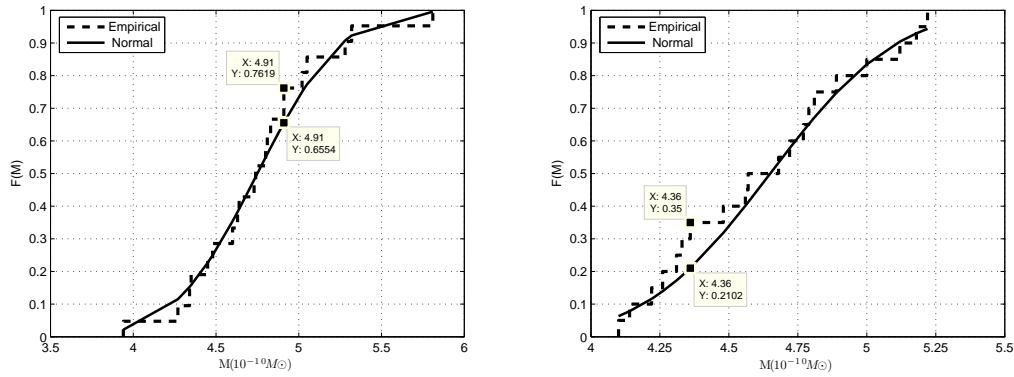 Empirical
Normal
X: 4.91
Y: 0.7619
X: 4.91
Y: 0.6554
F(M)
1
0.9
0.8
0.7
0.6
0.5
0.4
0.3
0.2
0.1
0
3.5
4
4.5
5
5.5
6
M(10⁻¹⁰M⊙)
Empirical
Normal
X: 4.36
Y: 0.35
X: 4.36
Y: 0.2102
F(M)
1
0.9
0.8
0.7
0.6
0.5
0.4
0.3
0.2
0.1
0
4
4.25
4.5
4.75
5
5.25
5.5
M(10⁻¹⁰M⊙)